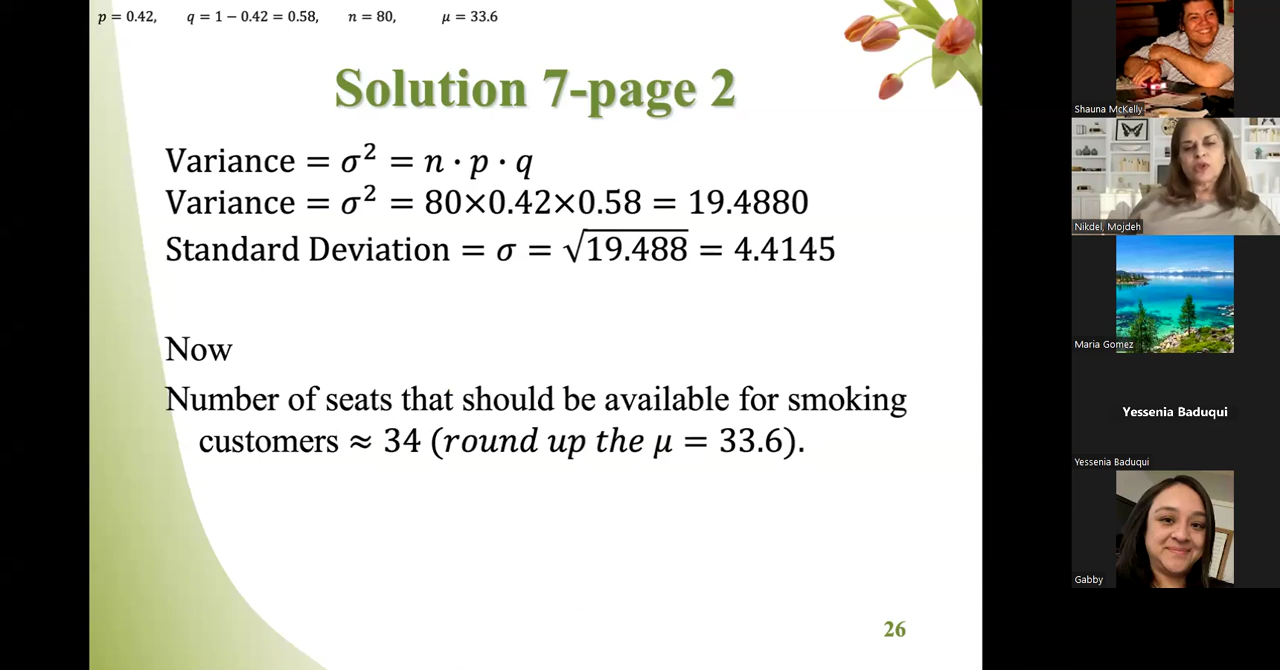 p = 0.42, q = 1 − 0.42 = 0.58, n = 80, μ = 33.6
Solution 7-page 2
Variance = σ² = n · p · q
Variance = σ² = 80×0.42×0.58 = 19.4880
Standard Deviation = σ = √19.488 = 4.4145
Now
Number of seats that should be available for smoking
customers ≈ 34 (round up the μ = 33.6).
26
Shauna McKelly
Nikdel, Mojdeh
Maria Gomez
Yessenia Baduqui
Yessenia Baduqui
Gabby